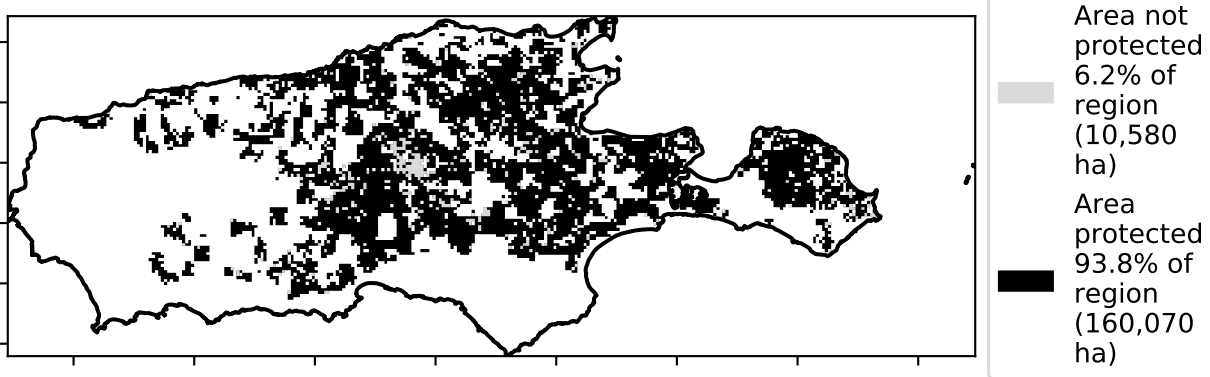 Area not
protected
6.2% of
region
(10,580
ha)
Area
protected
93.8% of
region
(160,070
ha)